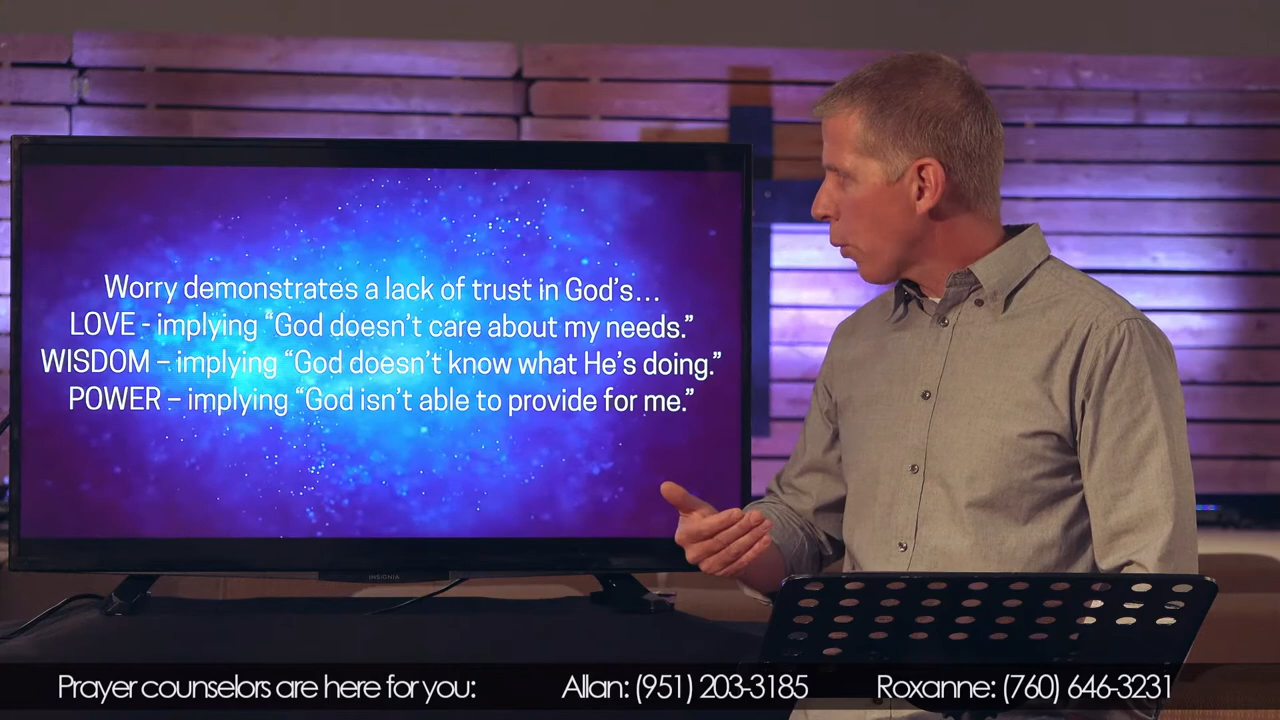 Worry demonstrates a lack of trust in God's...
LOVE - implying “God doesn't care about my needs.”
WISDOM – implying “God doesn't know what He's doing.”
POWER – implying “God isn't able to provide for me.”
INSIGNIA
Prayer counselors are here for you: Allan: (951) 203-3185 Roxanne: (760) 646-3231